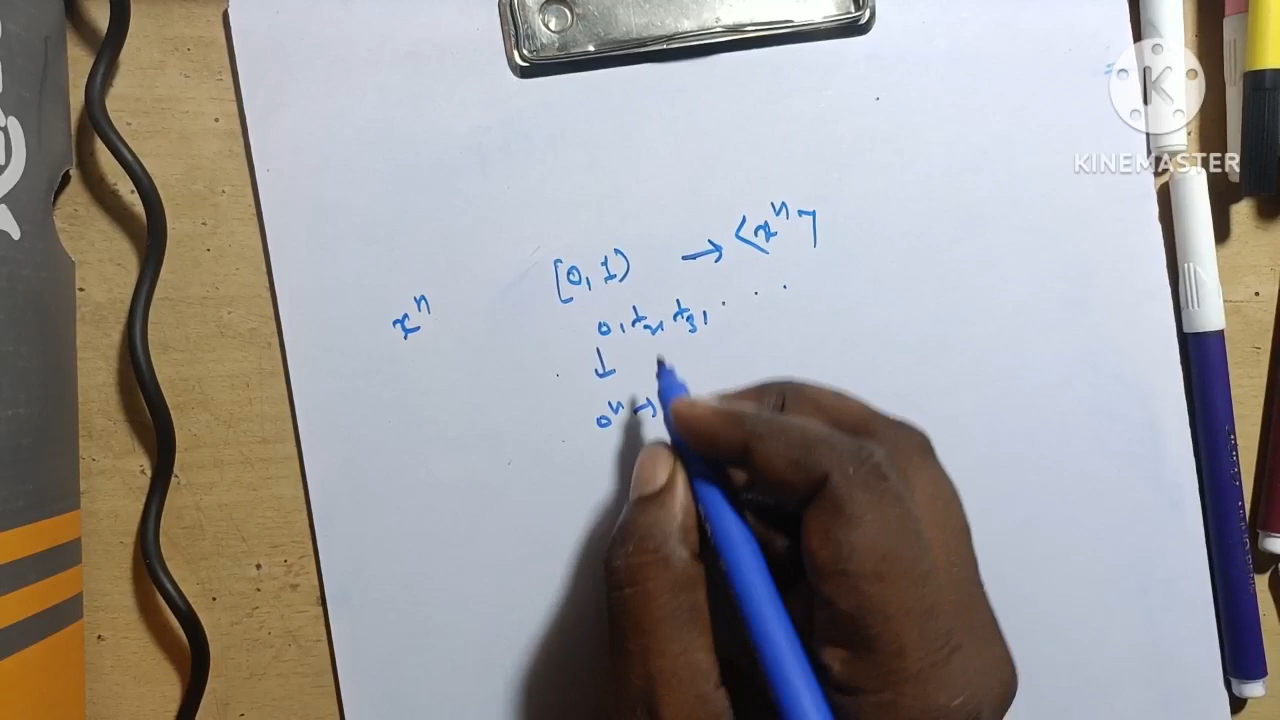 K
KINEMASTER
[0, 1) → <xⁿ>
xⁿ
0, 1/2, 1/3, . . .
↓
0ⁿ →